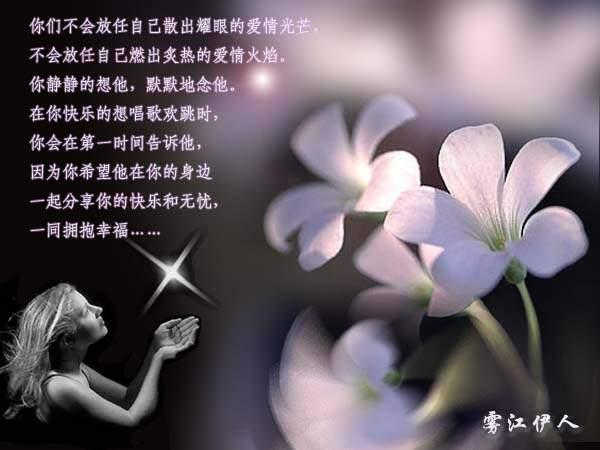 你们不会放任自己散出耀眼的爱情光芒，
不会放任自己燃出炙热的爱情火焰。
你静静的想他，默默地念他。
在你快乐的想唱歌欢跳时，
你会在第一时间告诉他，
因为你希望他在你的身边
一起分享你的快乐和无忧，
一同拥抱幸福……
雾江伊人